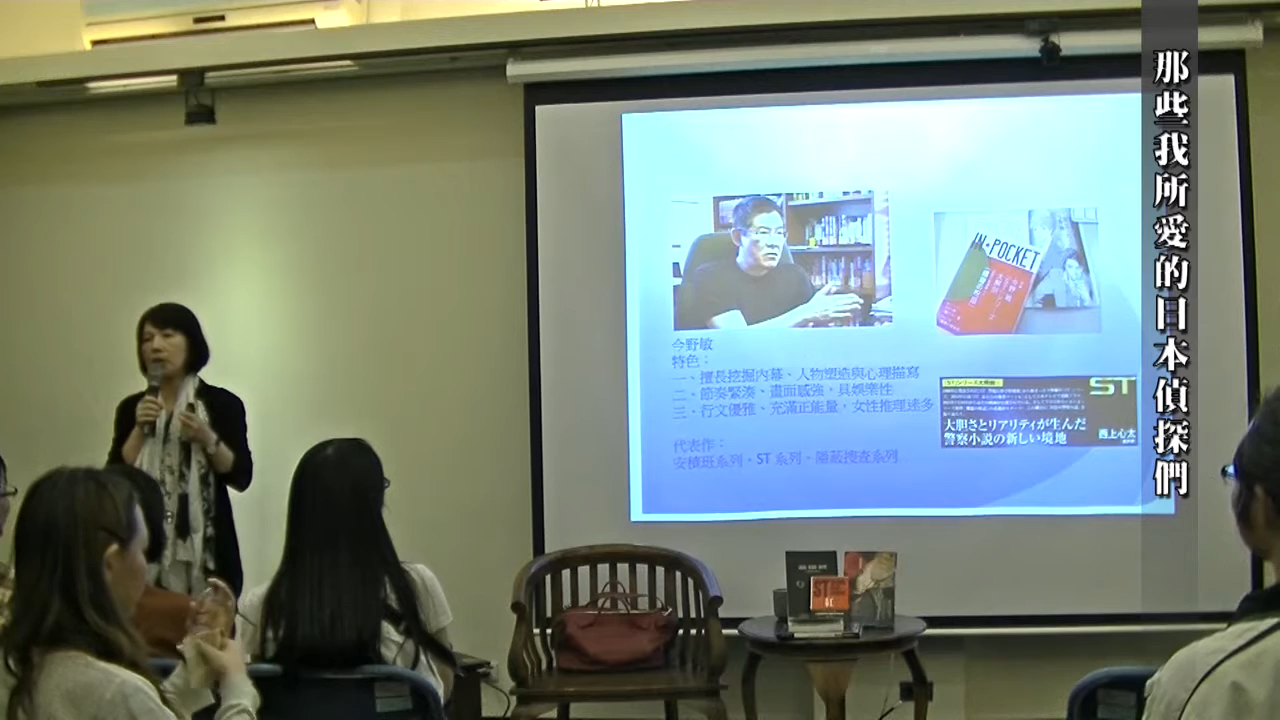 那些我所愛的日本偵探們
IN★POCKET
今野敏
特色：
一、擅長挖掘內幕、人物塑造與心理描寫
二、節奏緊湊、畫面感強，具娛樂性
三、行文優雅、充滿正能量，女性推理迷多
代表作：
安積班系列。ST系列。隱蔽搜查系列
ST
大胆さとリアリティが生んだ
警察小説の新しい境地
西上心太
ST